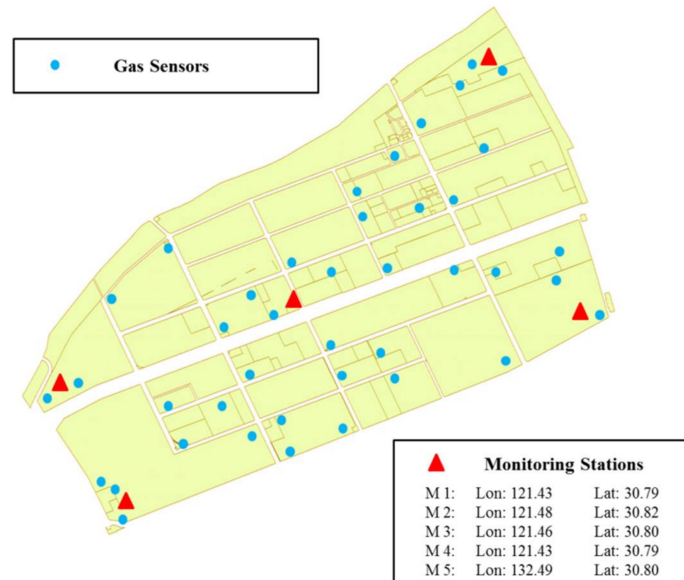 Gas Sensors
Monitoring Stations
M 1: Lon: 121.43 Lat: 30.79
M 2: Lon: 121.48 Lat: 30.82
M 3: Lon: 121.46 Lat: 30.80
M 4: Lon: 121.43 Lat: 30.79
M 5: Lon: 132.49 Lat: 30.80